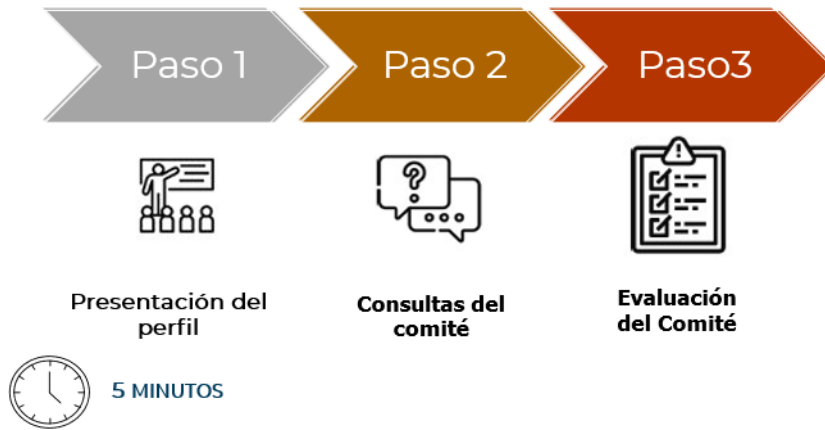 Paso 1
Paso 2
Paso3
Presentación del
perfil
Consultas del
comité
Evaluación
del Comité
5 MINUTOS